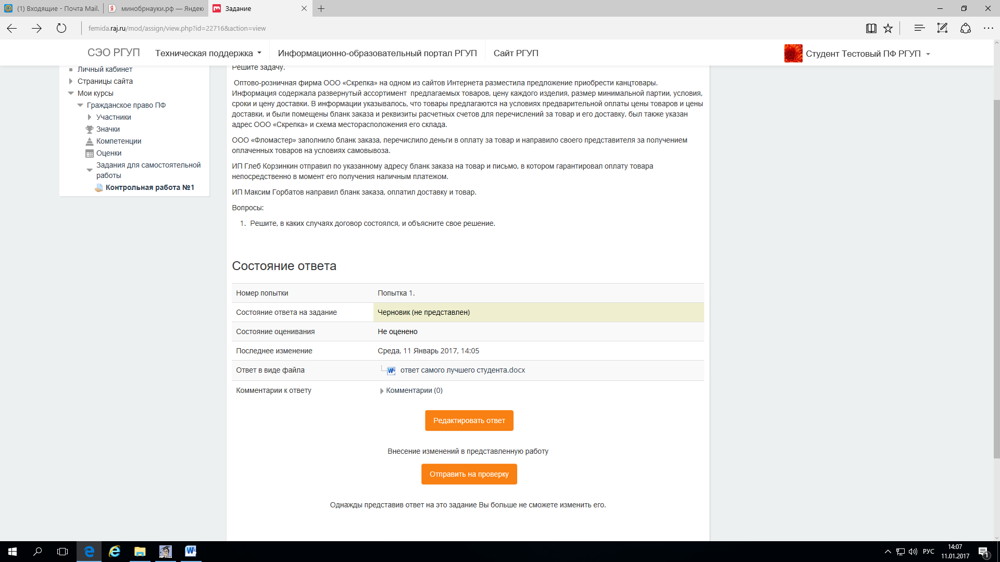 (1) Входящие - Почта Mail.
минобрнауки.рф — Яндекс
Задание
femida.raj.ru/mod/assign/view.php?id=22716&action=view
СЭО РГУП
Техническая поддержка
Информационно-образовательный портал РГУП
Сайт РГУП
Студент Тестовый ПФ РГУП
Личный кабинет
Страницы сайта
Мои курсы
Гражданское право ПФ
Участники
Значки
Компетенции
Оценки
Задания для самостоятельной
работы
Контрольная работа №1
Решите задачу.
Оптово-розничная фирма ООО «Скрепка» на одном из сайтов Интернета разместила предложение приобрести канцтовары.
Информация содержала развернутый ассортимент предлагаемых товаров, цену каждого изделия, размер минимальной партии, условия,
сроки и цену доставки. В информации указывалось, что товары предлагаются на условиях предварительной оплаты цены товаров и цены
доставки, и были помещены бланк заказа и реквизиты расчетных счетов для перечислений за товар и его доставку, был также указан
адрес ООО «Скрепка» и схема месторасположения его склада.
ООО «Фломастер» заполнило бланк заказа, перечислило деньги в оплату за товар и направило своего представителя за получением
оплаченных товаров на условиях самовывоза.
ИП Глеб Корзинкин отправил по указанному адресу бланк заказа на товар и письмо, в котором гарантировал оплату товара
непосредственно в момент его получения наличным платежом.
ИП Максим Горбатов направил бланк заказа, оплатил доставку и товар.
Вопросы:
1. Решите, в каких случаях договор состоялся, и объясните свое решение.
Состояние ответа
Номер попытки Попытка 1.
Состояние ответа на задание Черновик (не представлен)
Состояние оценивания Не оценено
Последнее изменение Среда, 11 Январь 2017, 14:05
Ответ в виде файла ответ самого лучшего студента.docx
Комментарии к ответу Комментарии (0)
Редактировать ответ
Внесение изменений в представленную работу
Отправить на проверку
Однажды представив ответ на это задание Вы больше не сможете изменить его.
РУС
14:07
11.01.2017
1